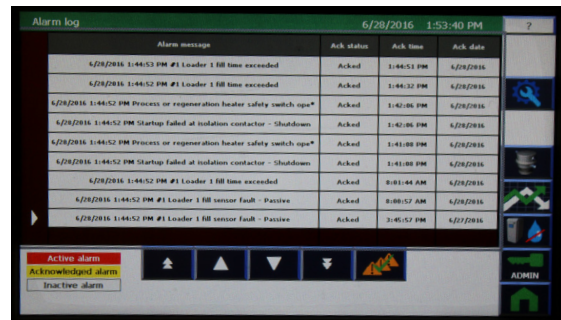 Alarm log 6/28/2016 1:53:40 PM ?
Alarm message Ack status Ack time Ack date
6/28/2016 1:44:53 PM #1 Loader 1 fill time exceeded Acked 1:44:51 PM 6/28/2016
6/28/2016 1:44:52 PM #1 Loader 1 fill time exceeded Acked 1:44:32 PM 6/28/2016
6/28/2016 1:44:52 PM Process or regeneration heater safety switch ope* Acked 1:42:06 PM 6/28/2016
6/28/2016 1:44:52 PM Startup failed at isolation contactor - Shutdown Acked 1:42:06 PM 6/28/2016
6/28/2016 1:44:52 PM Process or regeneration heater safety switch ope* Acked 1:41:08 PM 6/28/2016
6/28/2016 1:44:52 PM Startup failed at isolation contactor - Shutdown Acked 1:41:08 PM 6/28/2016
6/28/2016 1:44:52 PM #1 Loader 1 fill time exceeded Acked 8:01:44 AM 6/28/2016
6/28/2016 1:44:52 PM #1 Loader 1 fill sensor fault - Passive Acked 8:00:57 AM 6/28/2016
6/28/2016 1:44:52 PM #1 Loader 1 fill sensor fault - Passive Acked 3:45:57 PM 6/27/2016
Active alarm
Acknowledged alarm
Inactive alarm
ADMIN